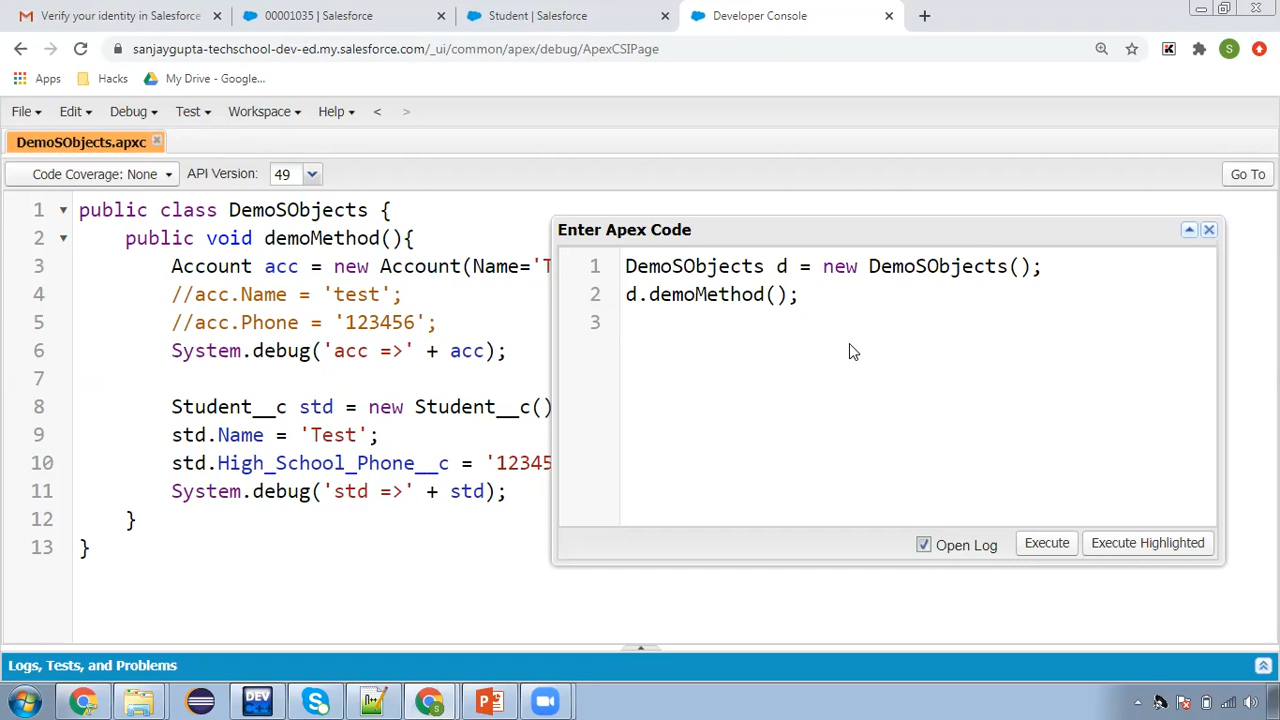 Verify your identity in Salesforce
00001035 | Salesforce
Student | Salesforce
Developer Console
sanjaygupta-techschool-dev-ed.my.salesforce.com/_ui/common/apex/debug/ApexCSIPage
S
Apps
Hacks
My Drive - Google...
File
Edit
Debug
Test
Workspace
Help
<
>
DemoSObjects.apxc
Code Coverage: None
API Version:
49
Go To
1 public class DemoSObjects {
2 public void demoMethod(){
3 Account acc = new Account(Name='T
4 //acc.Name = 'test';
5 //acc.Phone = '123456';
6 System.debug('acc =>' + acc);
7
8 Student__c std = new Student__c()
9 std.Name = 'Test';
10 std.High_School_Phone__c = '12345
11 System.debug('std =>' + std);
12 }
13 }
Enter Apex Code
1 DemoSObjects d = new DemoSObjects();
2 d.demoMethod();
3
Open Log
Execute
Execute Highlighted
Logs, Tests, and Problems
DEV
C++